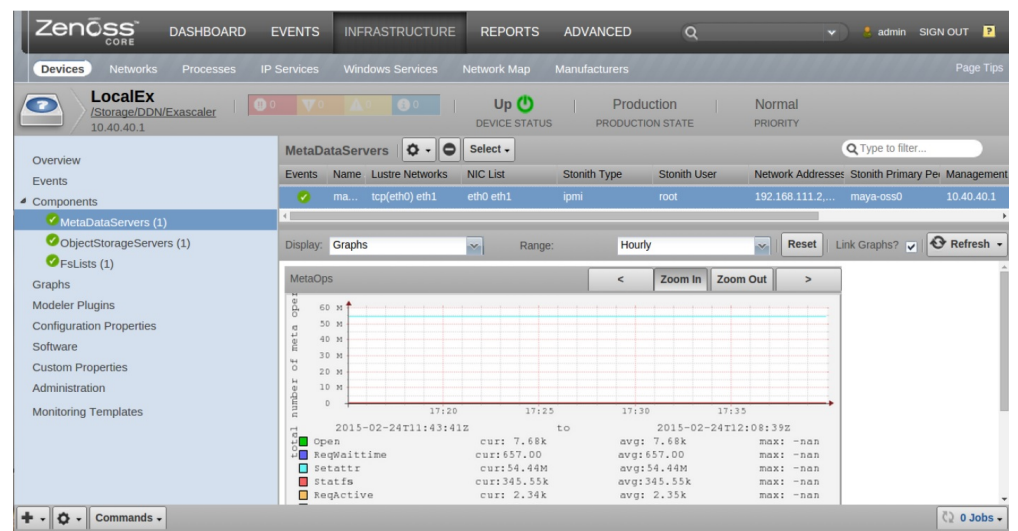 Zenoss CORE
DASHBOARD EVENTS INFRASTRUCTURE REPORTS ADVANCED admin SIGN OUT ?
Devices Networks Processes IP Services Windows Services Network Map Manufacturers Page Tips
LocalEx
/Storage/DDN/Exascaler
10.40.40.1
0 0 0 0
Up
DEVICE STATUS
Production
PRODUCTION STATE
Normal
PRIORITY
Overview
Events
Components
MetaDataServers (1)
ObjectStorageServers (1)
FsLists (1)
Graphs
Modeler Plugins
Configuration Properties
Software
Custom Properties
Administration
Monitoring Templates
MetaDataServers Select Type to filter...
Events Name Lustre Networks NIC List Stonith Type Stonith User Network Addresses Stonith Primary Pe Management
ma... tcp(eth0) eth1 eth0 eth1 ipmi root 192.168.111.2,... maya-oss0 10.40.40.1
Display: Graphs Range: Hourly Reset Link Graphs? Refresh
MetaOps < Zoom In Zoom Out >
total number of meta oper
60 M
50 M
40 M
30 M
20 M
10 M
0
17:20 17:25 17:30 17:35
2015-02-24T11:43:41Z to 2015-02-24T12:08:39Z
Open cur: 7.68k avg: 7.68k max: -nan
ReqWaittime cur:657.00 avg:657.00 max: -nan
Setattr cur:54.44M avg:54.44M max: -nan
Statfs cur:345.55k avg:345.55k max: -nan
ReqActive cur: 2.34k avg: 2.35k max: -nan
Commands 0 Jobs